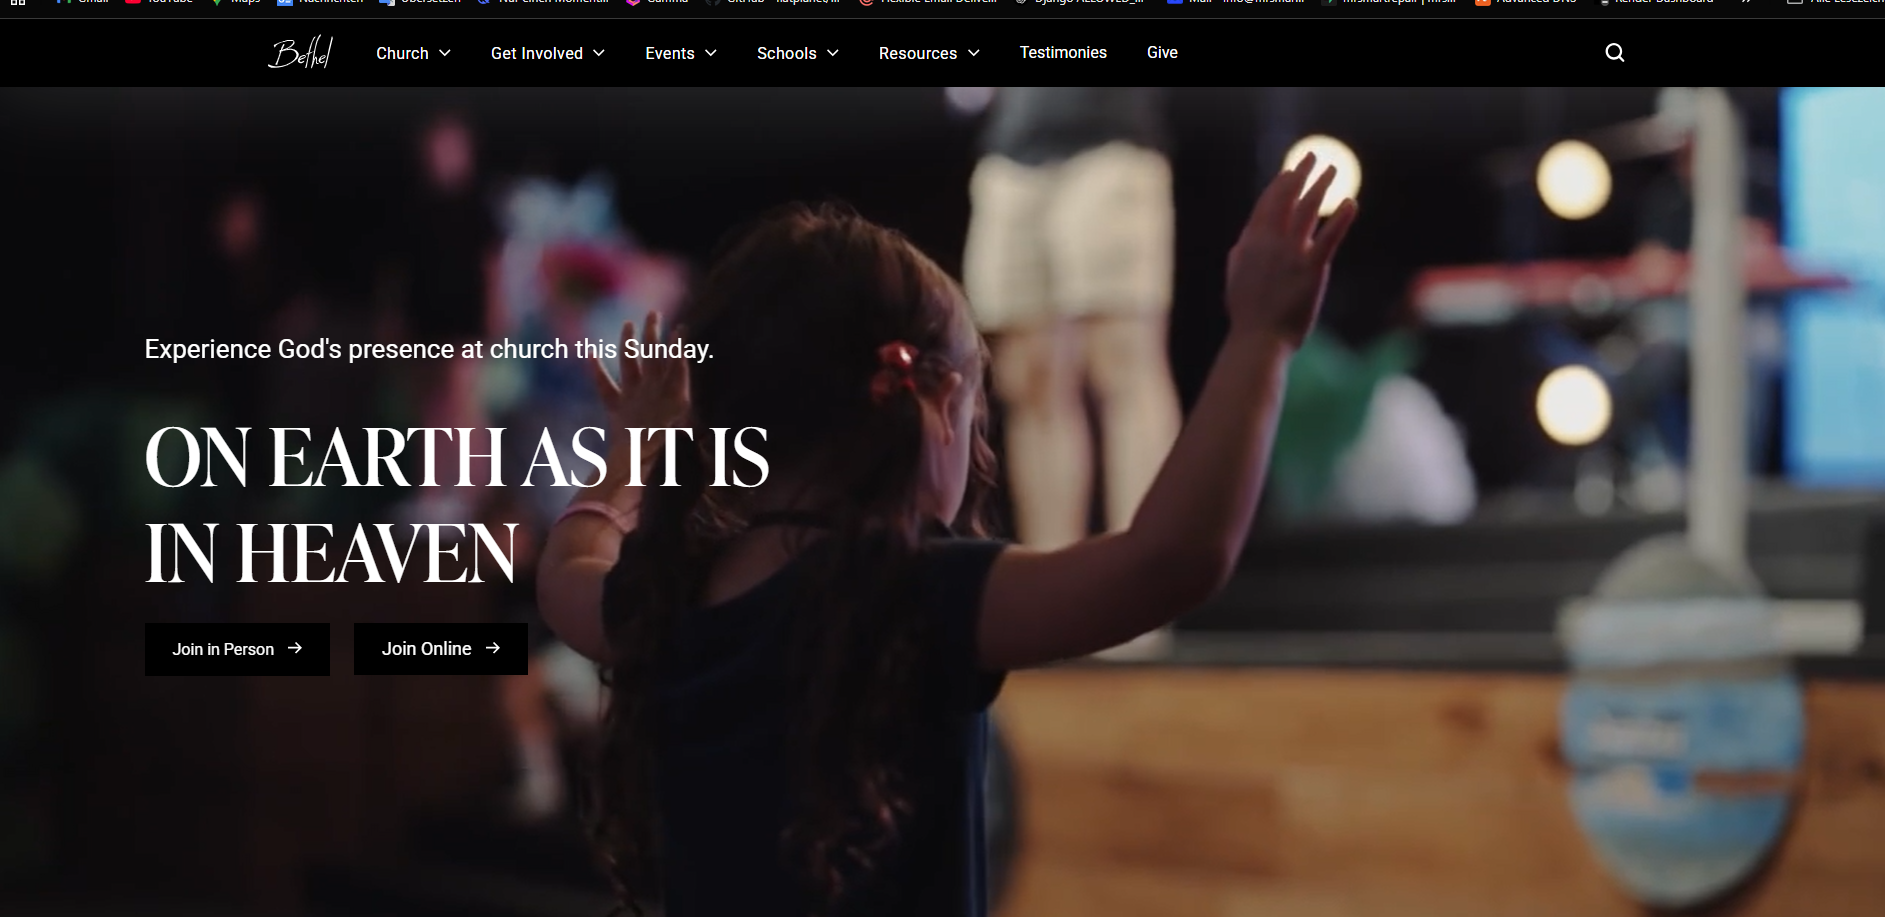 Bethel
Church
Get Involved
Events
Schools
Resources
Testimonies
Give
Experience God's presence at church this Sunday.
ON EARTH AS IT IS
IN HEAVEN
Join in Person
Join Online